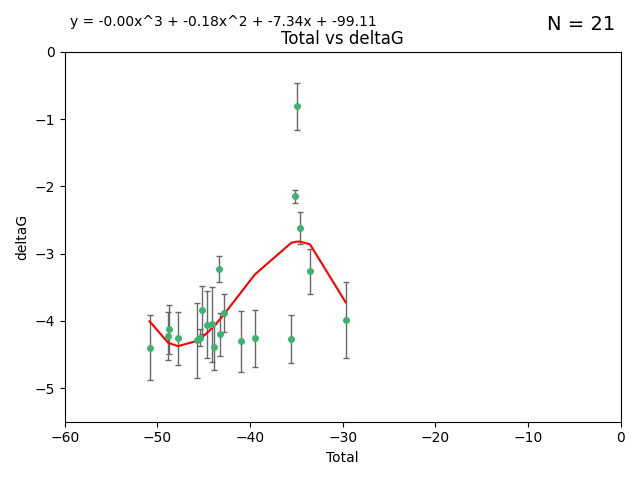 y = -0.00x^3 + -0.18x^2 + -7.34x + -99.11
N = 21
Total vs deltaG
0
−1
−2
−3
−4
−5
deltaG
−60 −50 −40 −30 −20 −10 0
Total